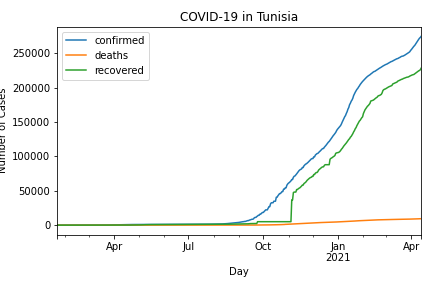 COVID-19 in Tunisia
confirmed
deaths
recovered
250000
200000
150000
100000
50000
0
Number of Cases
Apr
Jul
Oct
Jan
2021
Apr
Day